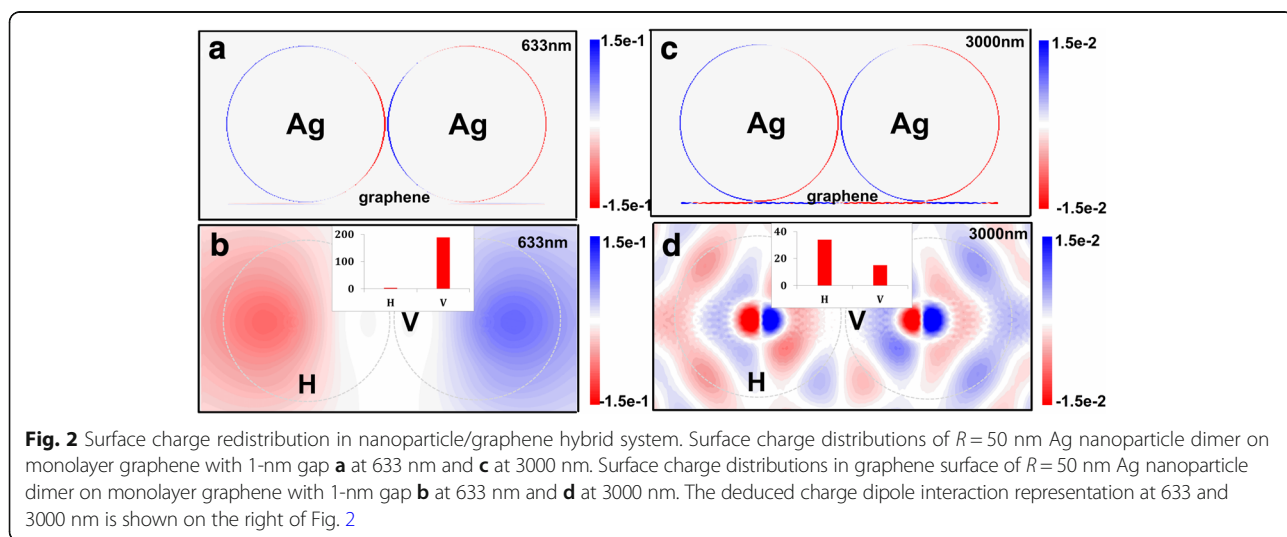 a
633nm
1.5e-1
Ag
Ag
graphene
-1.5e-1
c
3000nm
1.5e-2
Ag
Ag
graphene
-1.5e-2
b
633nm
1.5e-1
200
100
0
H
V
V
H
-1.5e-1
d
3000nm
1.5e-2
40
20
0
H
V
V
H
-1.5e-2
Fig. 2 Surface charge redistribution in nanoparticle/graphene hybrid system. Surface charge distributions of R = 50 nm Ag nanoparticle dimer on
monolayer graphene with 1-nm gap a at 633 nm and c at 3000 nm. Surface charge distributions in graphene surface of R = 50 nm Ag nanoparticle
dimer on monolayer graphene with 1-nm gap b at 633 nm and d at 3000 nm. The deduced charge dipole interaction representation at 633 and
3000 nm is shown on the right of Fig. 2